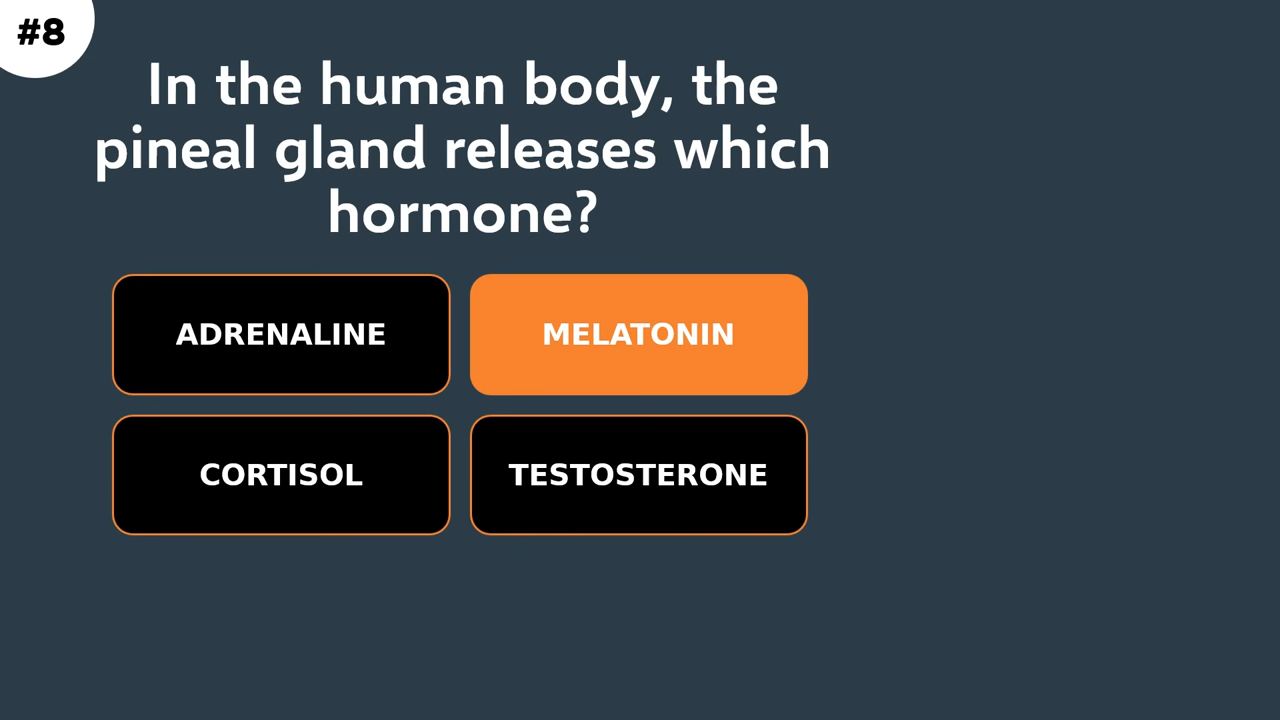 #8
In the human body, the
pineal gland releases which
hormone?
ADRENALINE
MELATONIN
CORTISOL
TESTOSTERONE